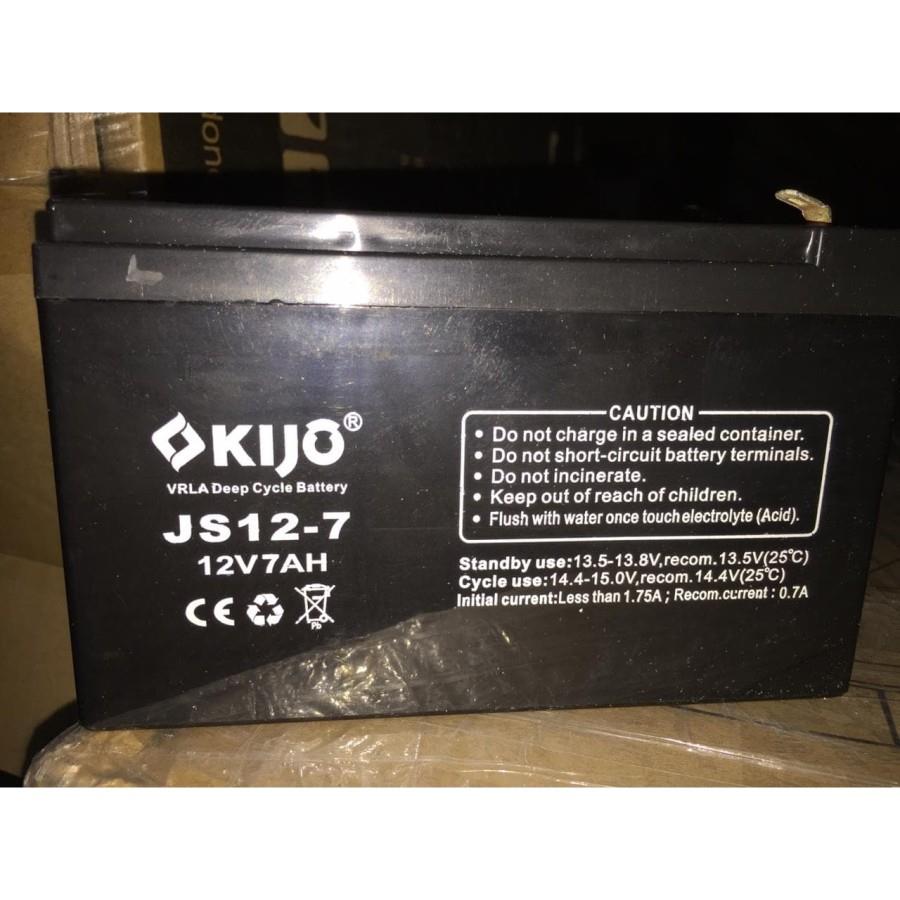 KIJO®
VRLA Deep Cycle Battery
JS12-7
12V7AH
CE
Pb
CAUTION
• Do not charge in a sealed container.
• Do not short-circuit battery terminals.
• Do not incinerate.
• Keep out of reach of children.
• Flush with water once touch electrolyte (Acid).
Standby use:13.5-13.8V,recom.13.5V(25℃)
Cycle use:14.4-15.0V,recom.14.4V(25℃)
Initial current:Less than 1.75A ; Recom.current : 0.7A